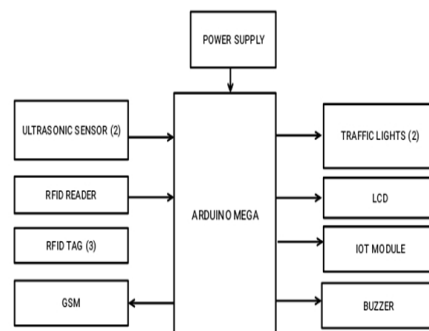 POWER SUPPLY
ULTRASONIC SENSOR (2)
RFID READER
RFID TAG (3)
GSM
ARDUINO MEGA
TRAFFIC LIGHTS (2)
LCD
IOT MODULE
BUZZER